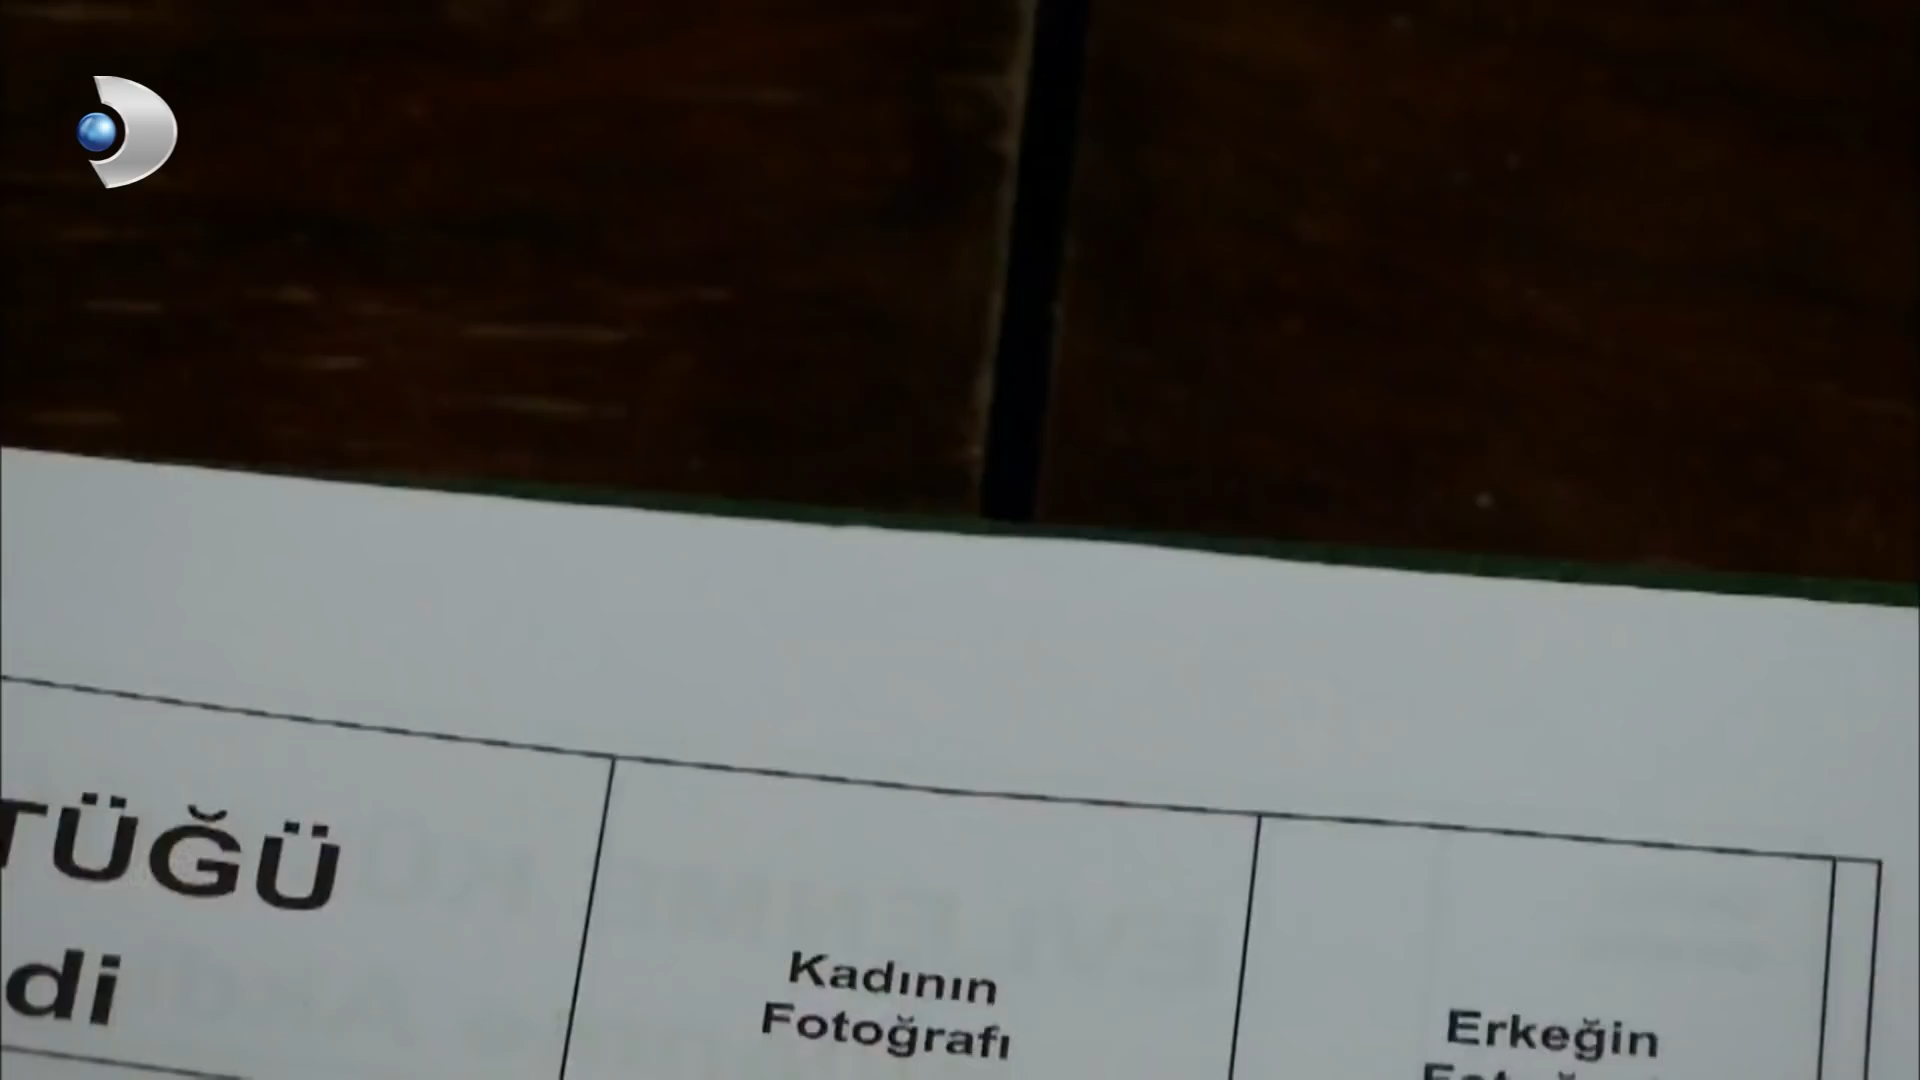 TÜĞÜ
di
Kadının
Fotoğrafı
Erkeğin